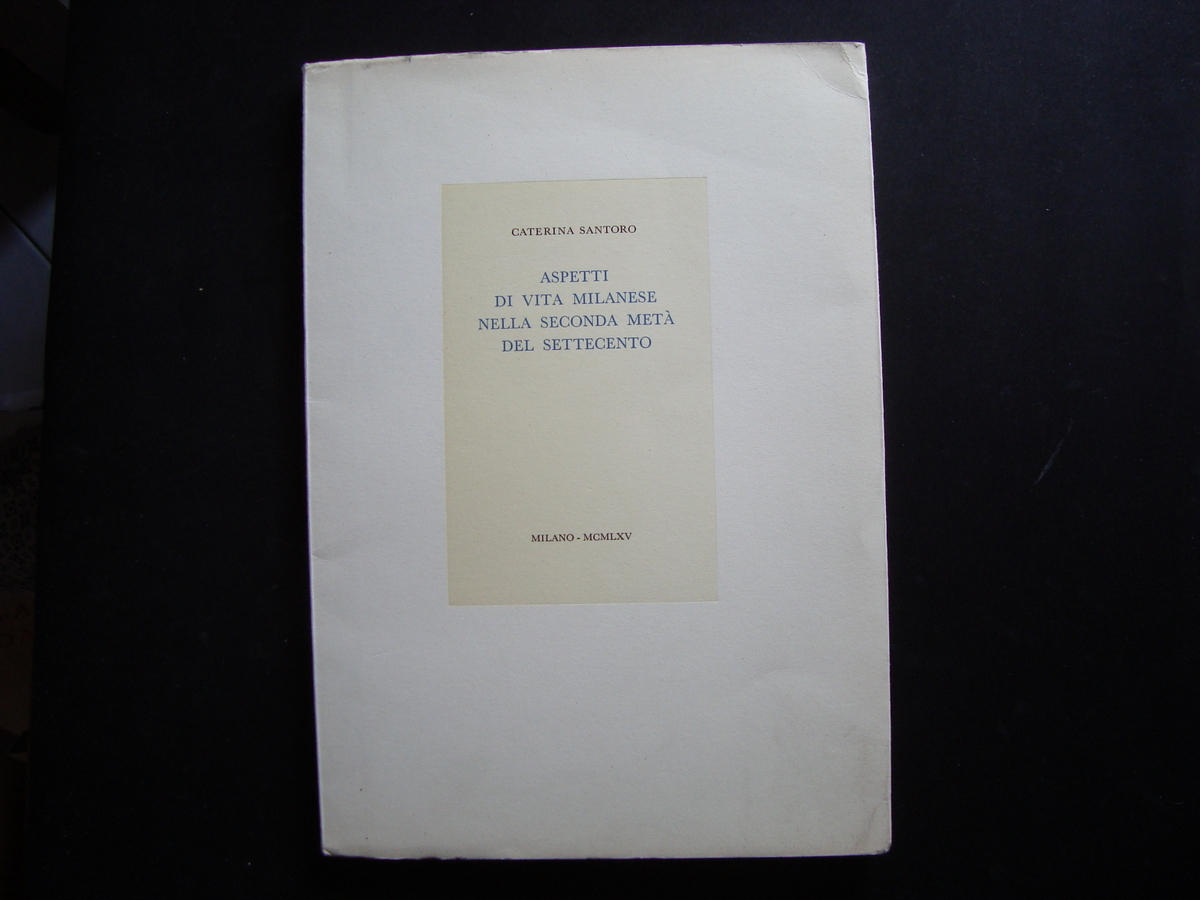 CATERINA SANTORO
ASPETTI
DI VITA MILANESE
NELLA SECONDA METÀ
DEL SETTECENTO
MILANO - MCMLXV